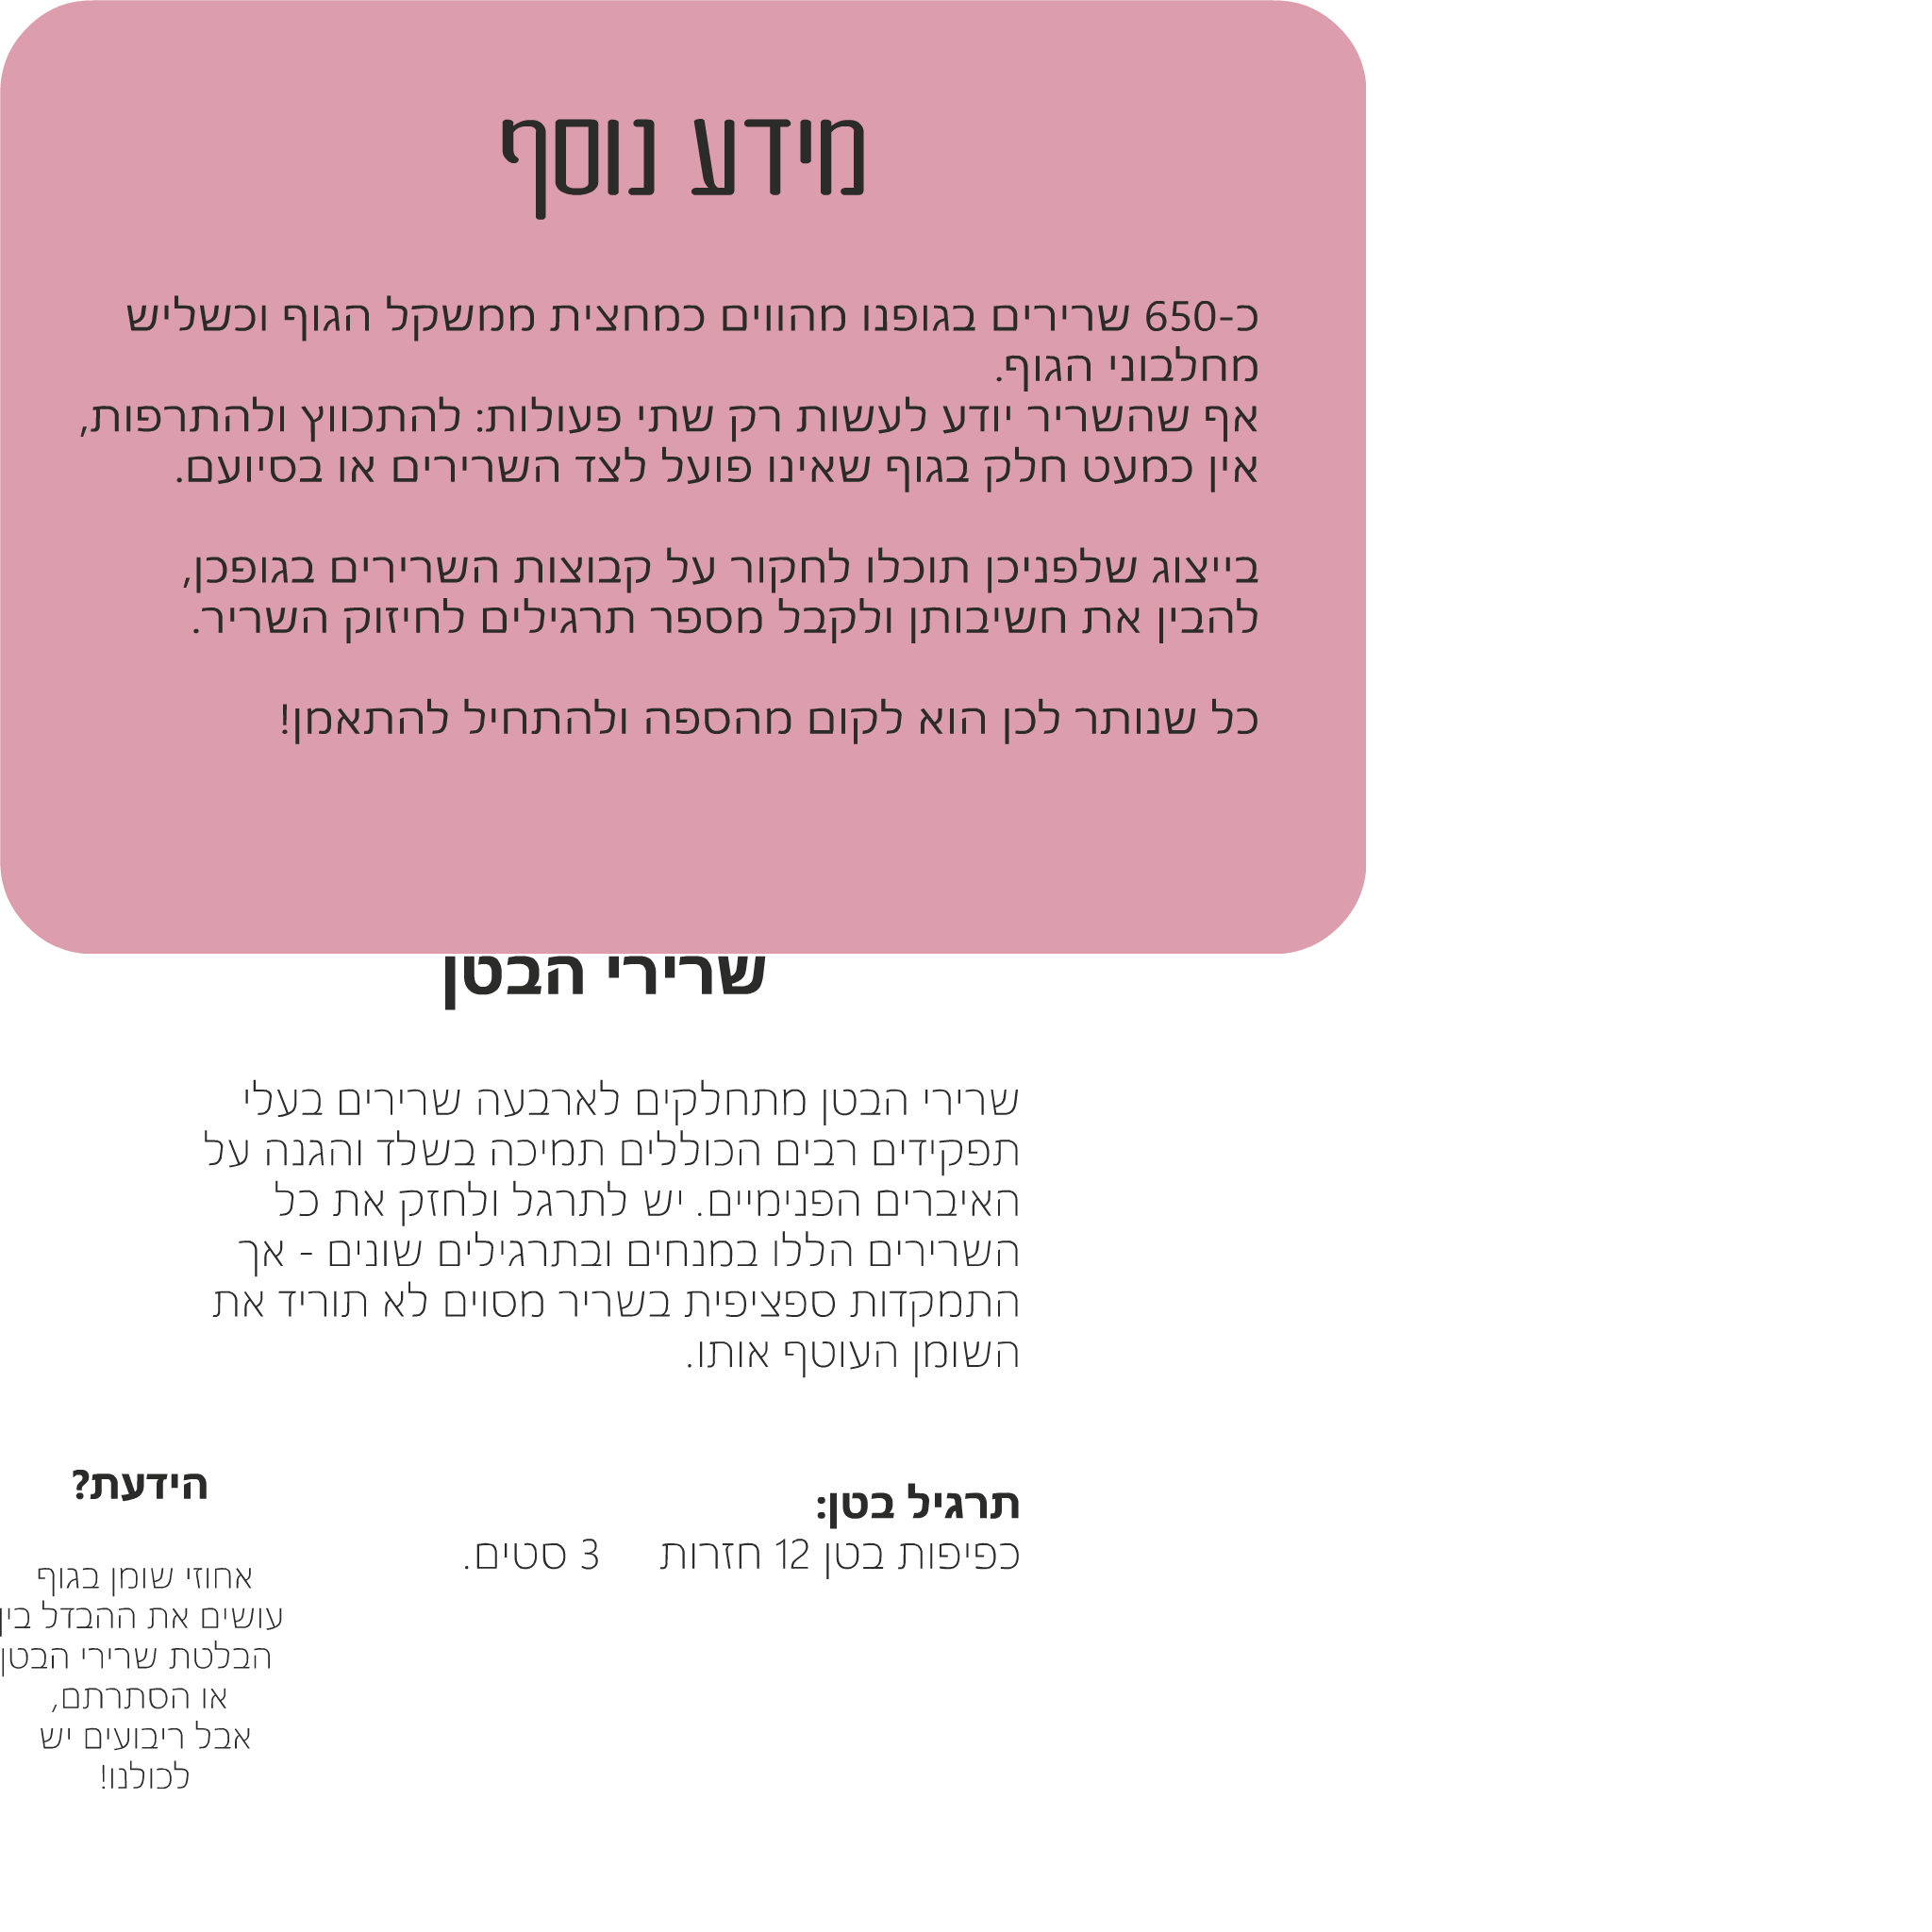 מידע נוסף
כ-650 שרירים בגופנו מהווים כמחצית ממשקל הגוף וכשליש
מחלבוני הגוף.
אף שהשריר יודע לעשות רק שתי פעולות: להתכווץ ולהתרפות,
אין כמעט חלק בגוף שאינו פועל לצד השרירים או בסיועם.
בייצוג שלפניכן תוכלו לחקור על קבוצות השרירים בגופכן,
להבין את חשיבותן ולקבל מספר תרגילים לחיזוק השריר.
כל שנותר לכן הוא לקום מהספה ולהתחיל להתאמן!
שרירי הבטן
שרירי הבטן מתחלקים לארבעה שרירים בעלי
תפקידים רבים הכוללים תמיכה בשלד והגנה על
האיברים הפנימיים. יש לתרגל ולחזק את כל
השרירים הללו במנחים ובתרגילים שונים - אך
התמקדות ספציפית בשריר מסוים לא תוריד את
השומן העוטף אותו.
תרגיל בטן:
כפיפות בטן 12 חזרות 3 סטים.
הידעת?
אחוזי שומן בגוף
עושים את ההבדל בין
הבלטת שרירי הבטן
או הסתרתם,
אבל ריבועים יש
לכולנו!